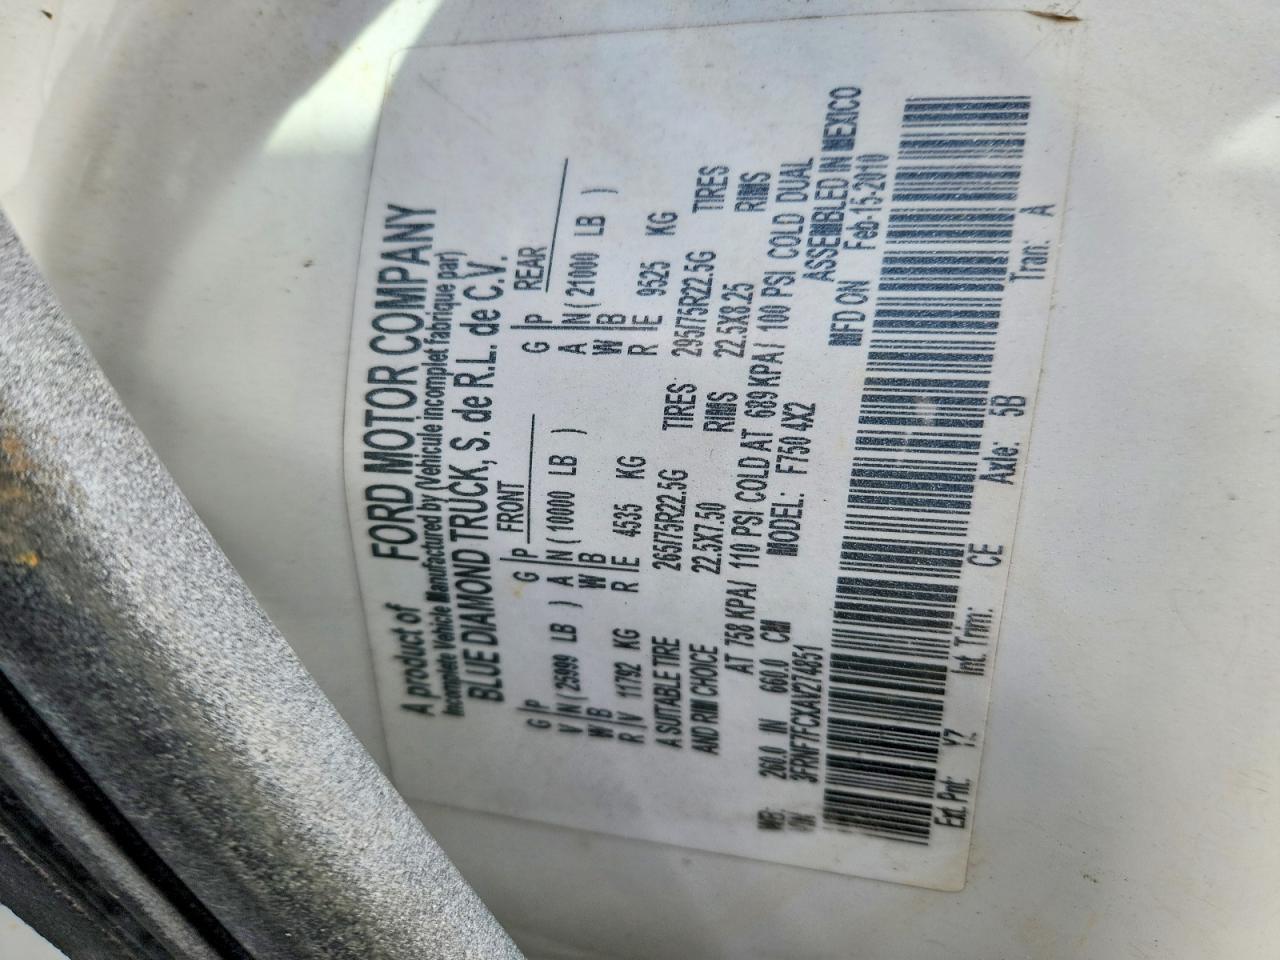 A product of FORD MOTOR COMPANY
Incomplete Vehicle Manufactured by (Vehicule incomplet fabrique par)
BLUE DIAMOND TRUCK, S. de R.L. de C.V.
FRONT REAR
G P G P G P
V N ( 25999 LB ) A N ( 10000 LB ) A N ( 21000 LB )
W B W B W B
R V 11792 KG R E 4535 KG R E 9525 KG
A SUITABLE TIRE 265/75R22.5G TIRES 295/75R22.5G TIRES
AND RIM CHOICE 22.5X7.50 RIMS 22.5X8.25 RIMS
AT 758 KPA/ 110 PSI COLD AT 689 KPA/ 100 PSI COLD DUAL
WB: 260.0 IN 660.0 CM MODEL: F750 4X2 ASSEMBLED IN MEXICO
MFD ON Feb-15-2010
Ext. Pnt: YZ Int. Trim: CE Axle: 5B Tran: A